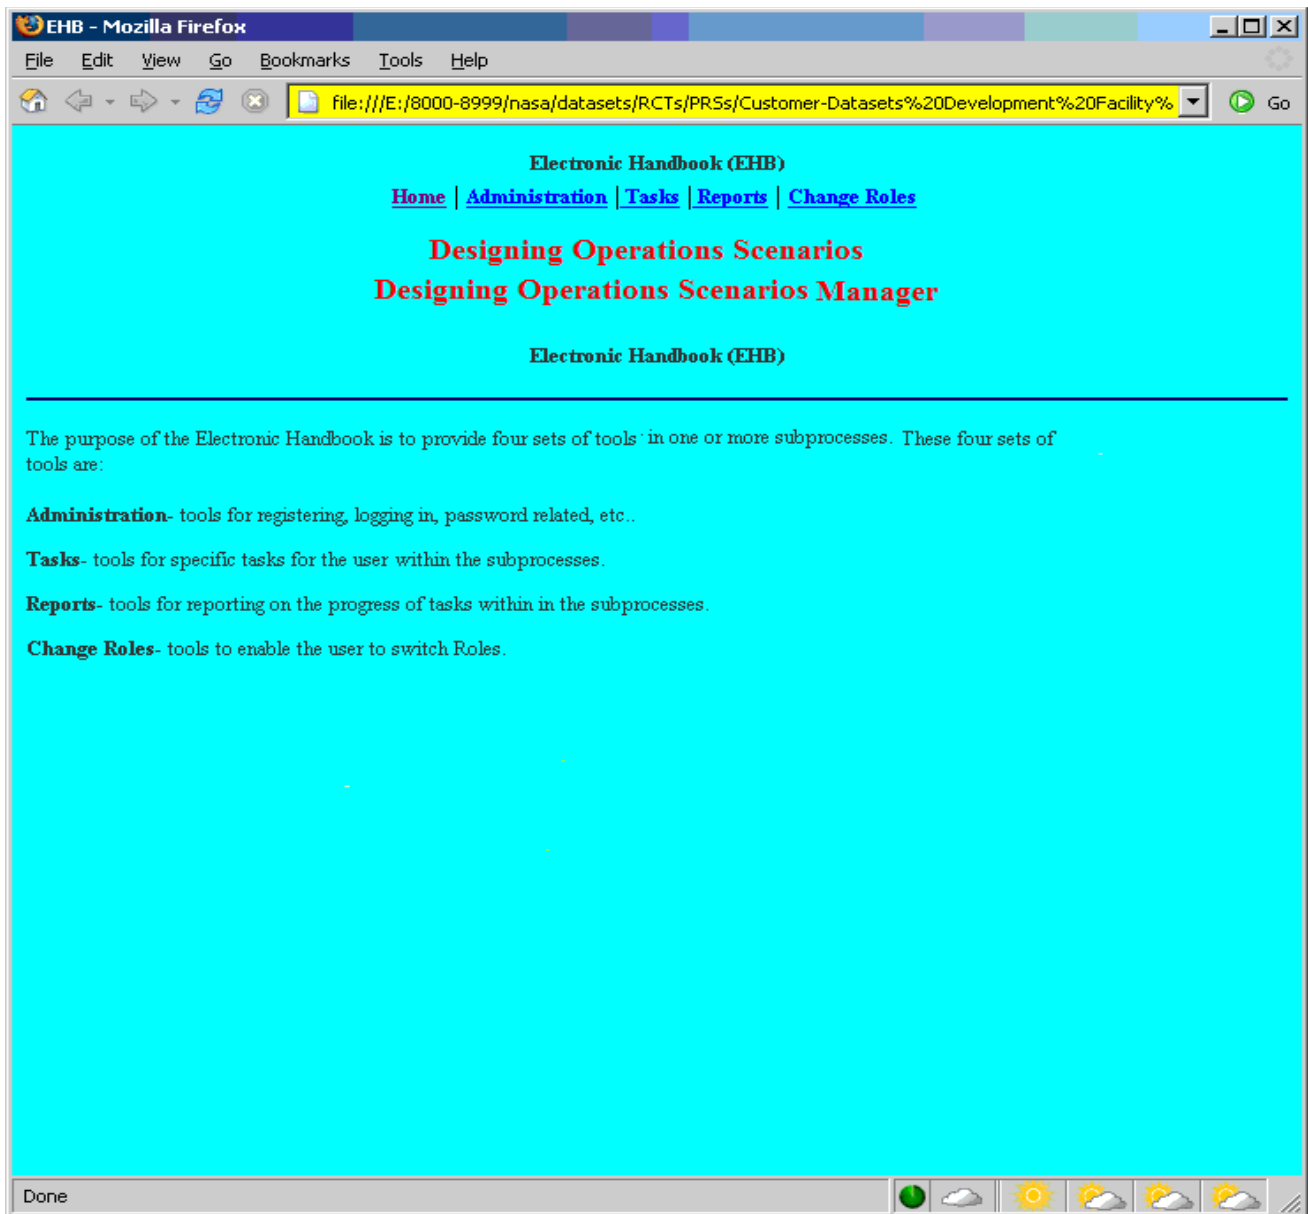 EHB - Mozilla Firefox
File Edit View Go Bookmarks Tools Help
file:///E:/8000-8999/nasa/datasets/RCTs/PRSs/Customer-Datasets%20Development%20Facility% Go
Electronic Handbook (EHB)
Home | Administration | Tasks | Reports | Change Roles
Designing Operations Scenarios
Designing Operations Scenarios Manager
Electronic Handbook (EHB)
The purpose of the Electronic Handbook is to provide four sets of tools in one or more subprocesses. These four sets of
tools are:
Administration- tools for registering, logging in, password related, etc..
Tasks- tools for specific tasks for the user within the subprocesses.
Reports- tools for reporting on the progress of tasks within in the subprocesses.
Change Roles- tools to enable the user to switch Roles.
Done